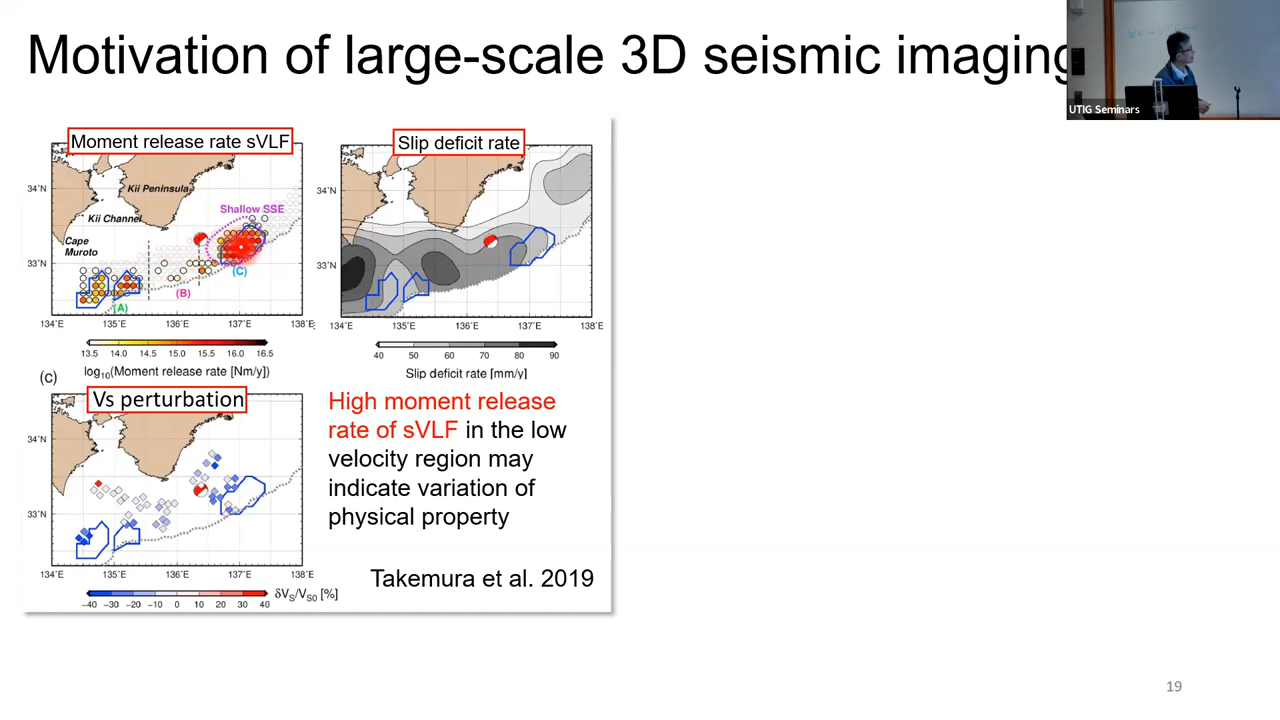 Motivation of large-scale 3D seismic imaging
UTIG Seminars
Moment release rate sVLF
34°N
33°N
Kii Peninsula
Kii Channel
Cape
Muroto
Shallow SSE
(A)
(B)
(C)
134°E 135°E 136°E 137°E 138°E
13.5 14.0 14.5 15.0 15.5 16.0 16.5
log10(Moment release rate [Nm/y])
Slip deficit rate
34°N
33°N
134°E 135°E 136°E 137°E 138°E
40 50 60 70 80 90
Slip deficit rate [mm/y]
(c)
Vs perturbation
34°N
33°N
134°E 135°E 136°E 137°E 138°E
−40 −30 −20 −10 0 10 20 30 40
δVS/VS0 [%]
High moment release
rate of sVLF in the low
velocity region may
indicate variation of
physical property
Takemura et al. 2019
19